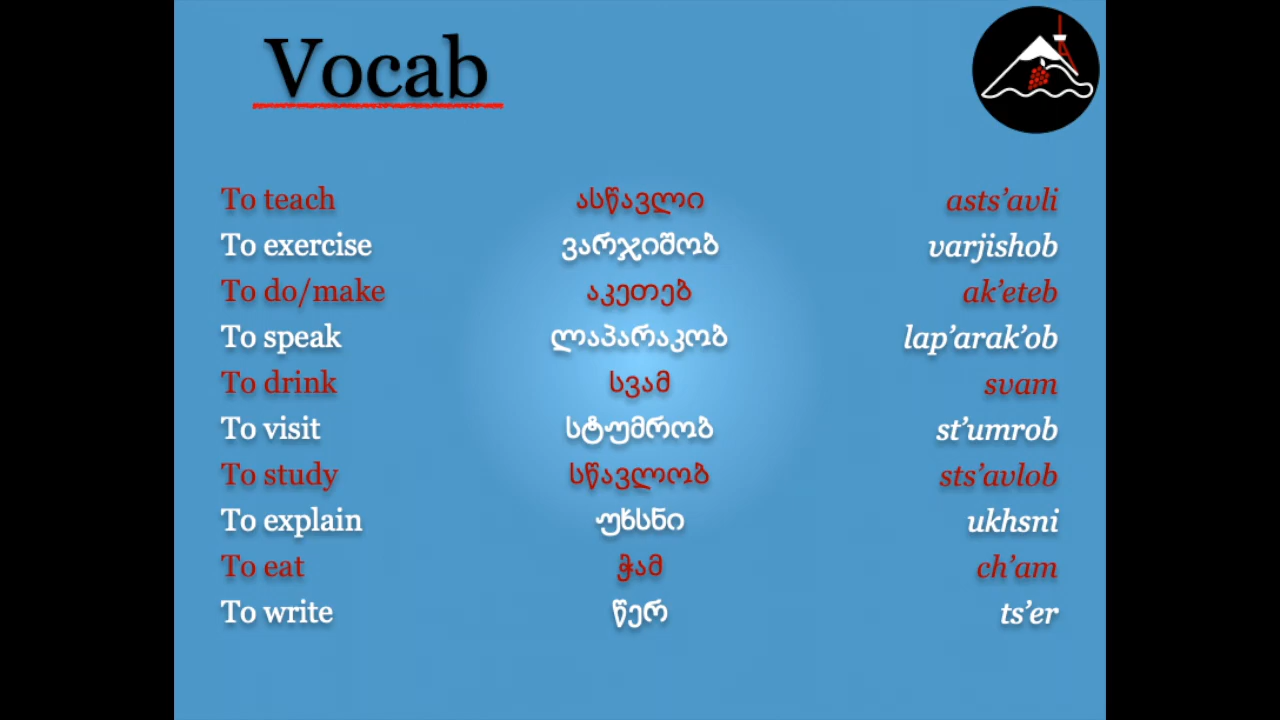 Vocab
To teach ასწავლი asts’avli
To exercise ვარჯიშობ varjishob
To do/make აკეთებ ak’eteb
To speak ლაპარაკობ lap’arak’ob
To drink სვამ svam
To visit სტუმრობ st’umrob
To study სწავლობ sts’avlob
To explain უხსნი ukhsni
To eat ჭამ ch’am
To write წერ ts’er